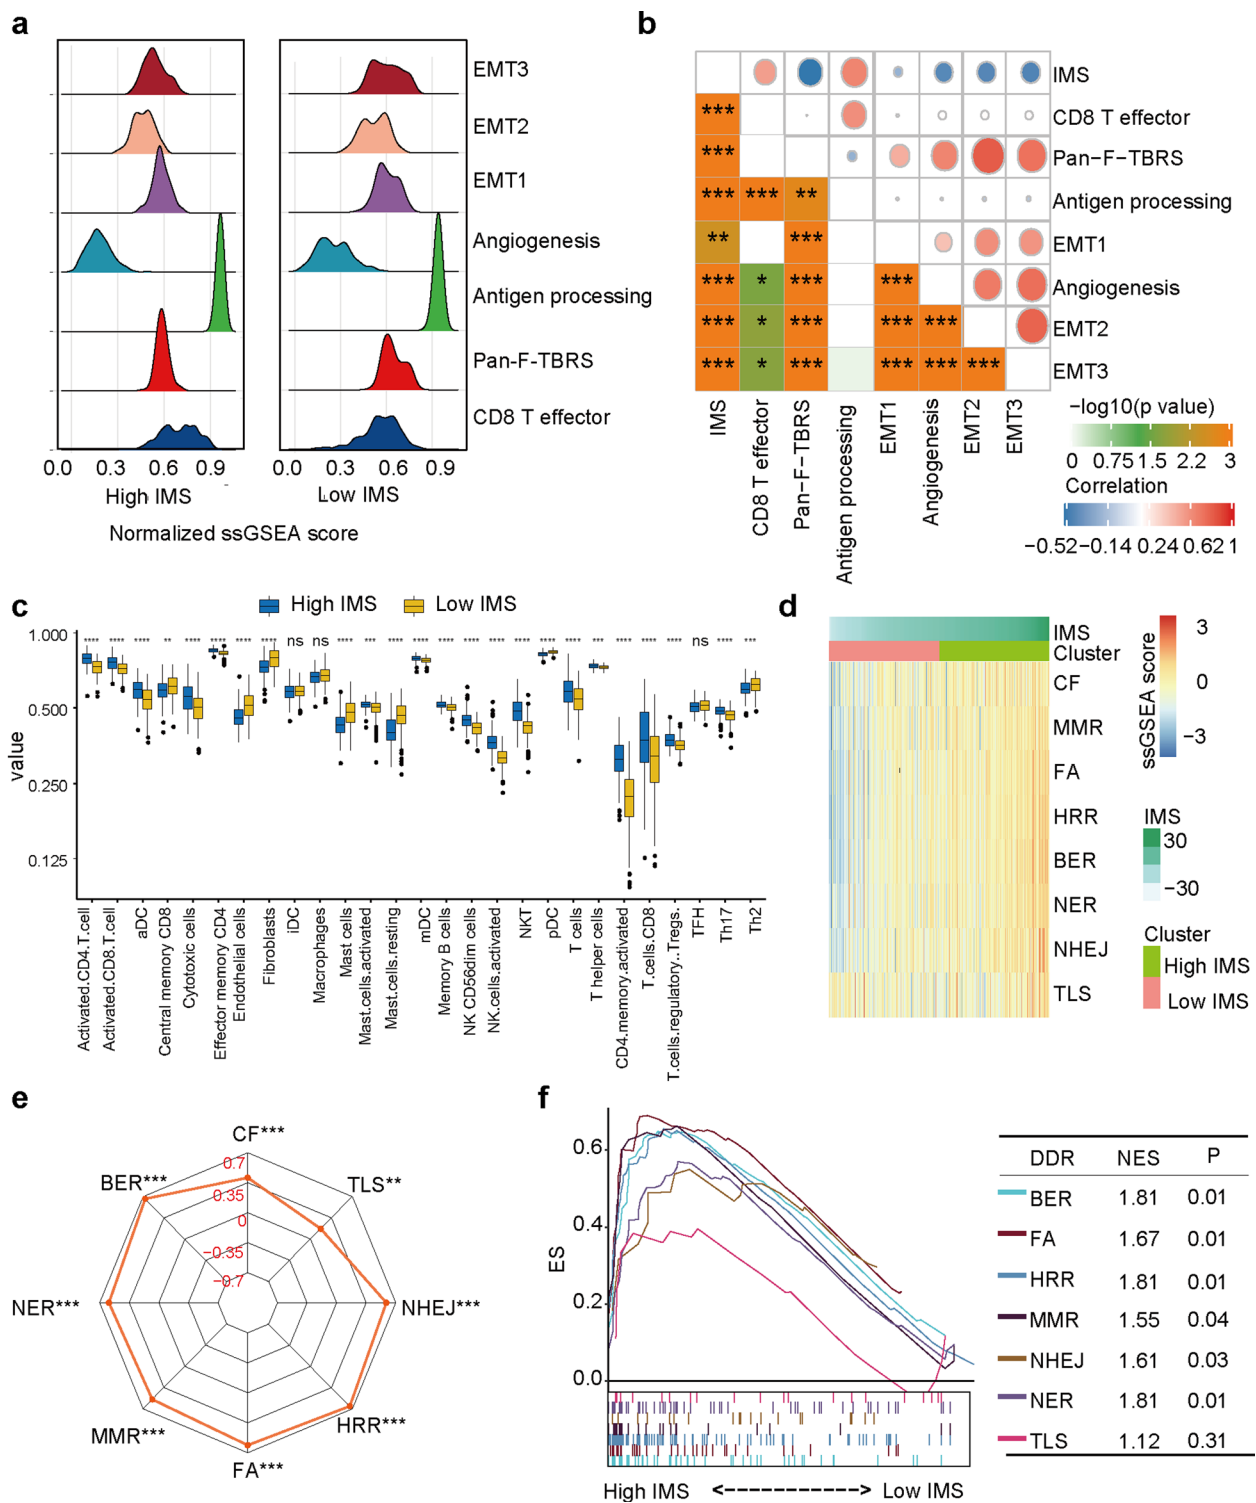 a
EMT3
EMT2
EMT1
Angiogenesis
Antigen processing
Pan-F-TBRS
CD8 T effector
0.0 0.3 0.6 0.9
0.0 0.3 0.6 0.9
High IMS
Low IMS
Normalized ssGSEA score
b
IMS
*** CD8 T effector
*** Pan-F-TBRS
*** *** ** Antigen processing
** *** EMT1
*** * *** *** Angiogenesis
*** * *** *** *** EMT2
*** * *** *** *** *** EMT3
IMS
CD8 T effector
Pan-F-TBRS
Antigen processing
EMT1
Angiogenesis
EMT2
EMT3
-log10(p value)
0 0.75 1.5 2.2 3
Correlation
-0.52 -0.14 0.24 0.62 1
c
High IMS Low IMS
value
1.000
0.500
0.250
0.125
ns ns
ns
Activated.CD4.T.cell
Activated.CD8.T.cell
aDC
Central memory CD8
Cytotoxic cells
Effector memory CD4
Endothelial cells
Fibroblasts
iDC
Macrophages
Mast cells
Mast.cells.activated
Mast.cells.resting
mDC
Memory B cells
NK CD56dim cells
NK.cells.activated
NKT
pDC
T cells
T helper cells
CD4.memory.activated
T.cells.CD8
T.cells.regulatory..Tregs.
TFH
Th17
Th2
d
IMS
Cluster
CF
MMR
FA
HRR
BER
NER
NHEJ
TLS
ssGSEA score
3
0
-3
IMS
30
-30
Cluster
High IMS
Low IMS
e
CF***
TLS**
NHEJ***
HRR***
FA***
MMR***
NER***
BER***
0.7
0.35
0
-0.35
-0.7
f
ES
0.6
0.4
0.2
0.0
High IMS <----------> Low IMS
DDR NES P
BER 1.81 0.01
FA 1.67 0.01
HRR 1.81 0.01
MMR 1.55 0.04
NHEJ 1.61 0.03
NER 1.81 0.01
TLS 1.12 0.31